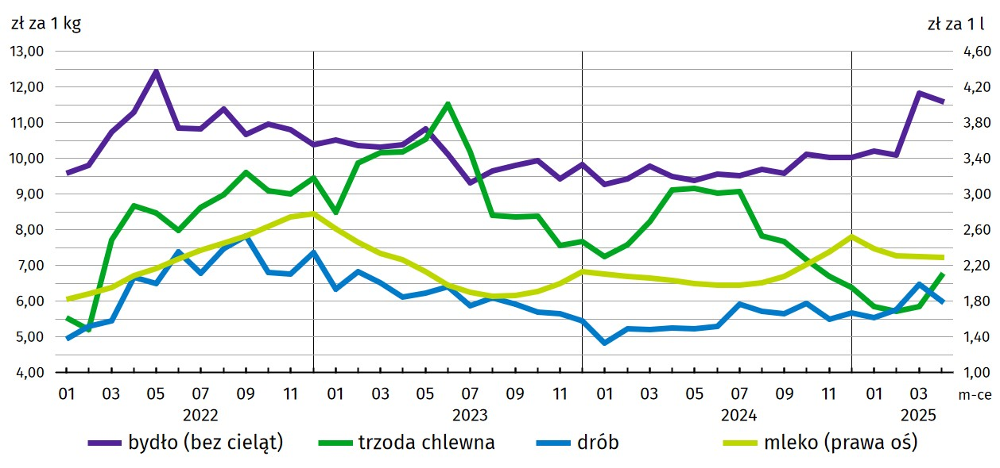 zł za 1 kg zł za 1 l
13,00 4,60
12,00 4,20
11,00 3,80
10,00 3,40
9,00 3,00
8,00 2,60
7,00 2,20
6,00 1,80
5,00 1,40
4,00 1,00
01 03 05 07 09 11 01 03 05 07 09 11 01 03 05 07 09 11 01 03 m-ce
2022 2023 2024 2025
bydło (bez cieląt) trzoda chlewna drób mleko (prawa oś)